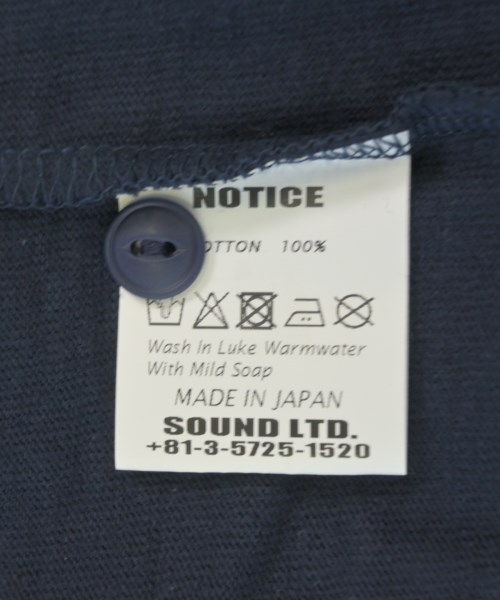 NOTICE
OTTON 100%
Wash In Luke Warmwater
With Mild Soap
MADE IN JAPAN
SOUND LTD.
+81-3-5725-1520